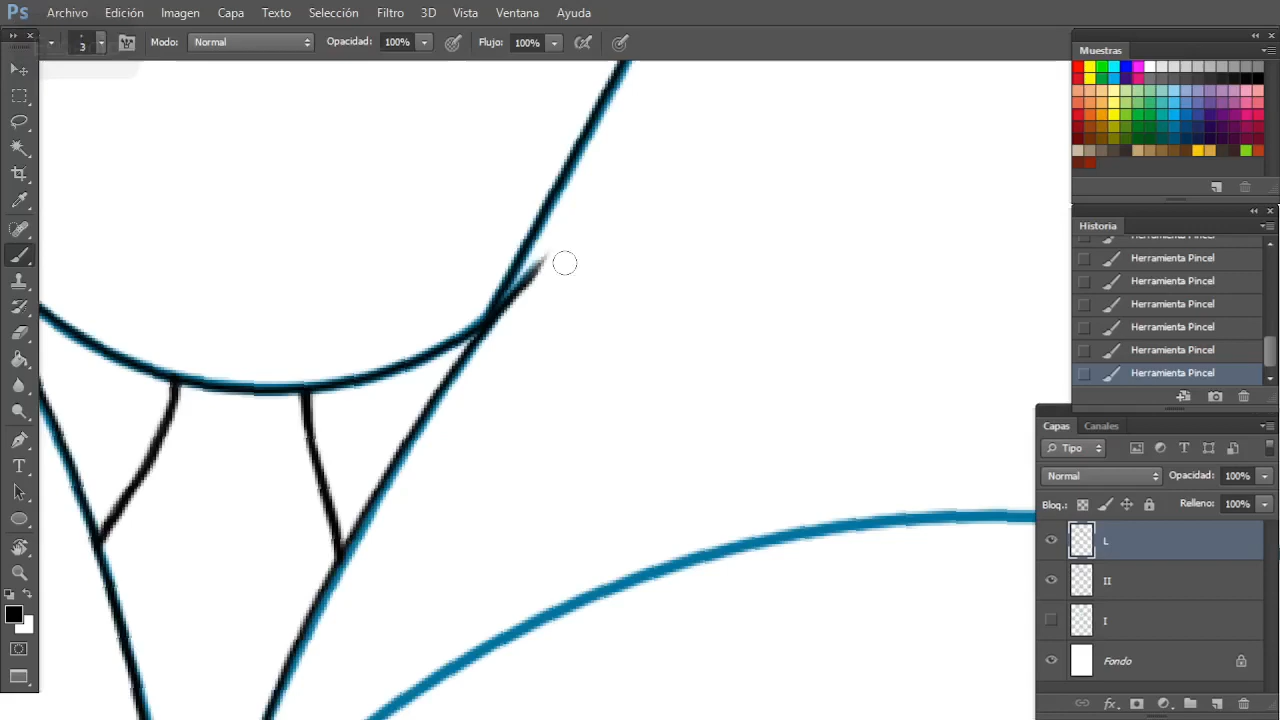 Ps Archivo Edición Imagen Capa Texto Selección Filtro 3D Vista Ventana Ayuda
3 Modo: Normal Opacidad: 100% Flujo: 100%
Muestras
Historia
Herramienta Pincel
Herramienta Pincel
Herramienta Pincel
Herramienta Pincel
Herramienta Pincel
Herramienta Pincel
Capas Canales
Tipo
Normal Opacidad: 100%
Bloq.: Relleno: 100%
L
II
I
Fondo